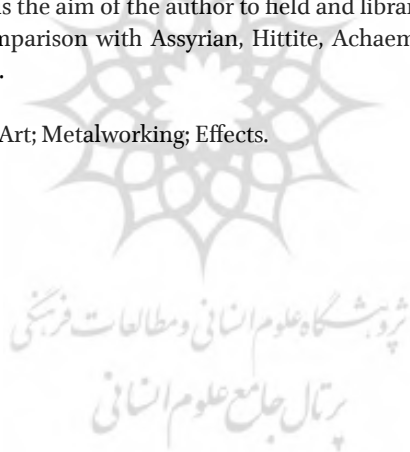 s the aim of the author to field and librar
mparison with Assyrian, Hittite, Achaem
.
Art; Metalworking; Effects.
پژوهشگاه علوم انسانی و مطالعات فرهنگی
پرتال جامع علوم انسانی